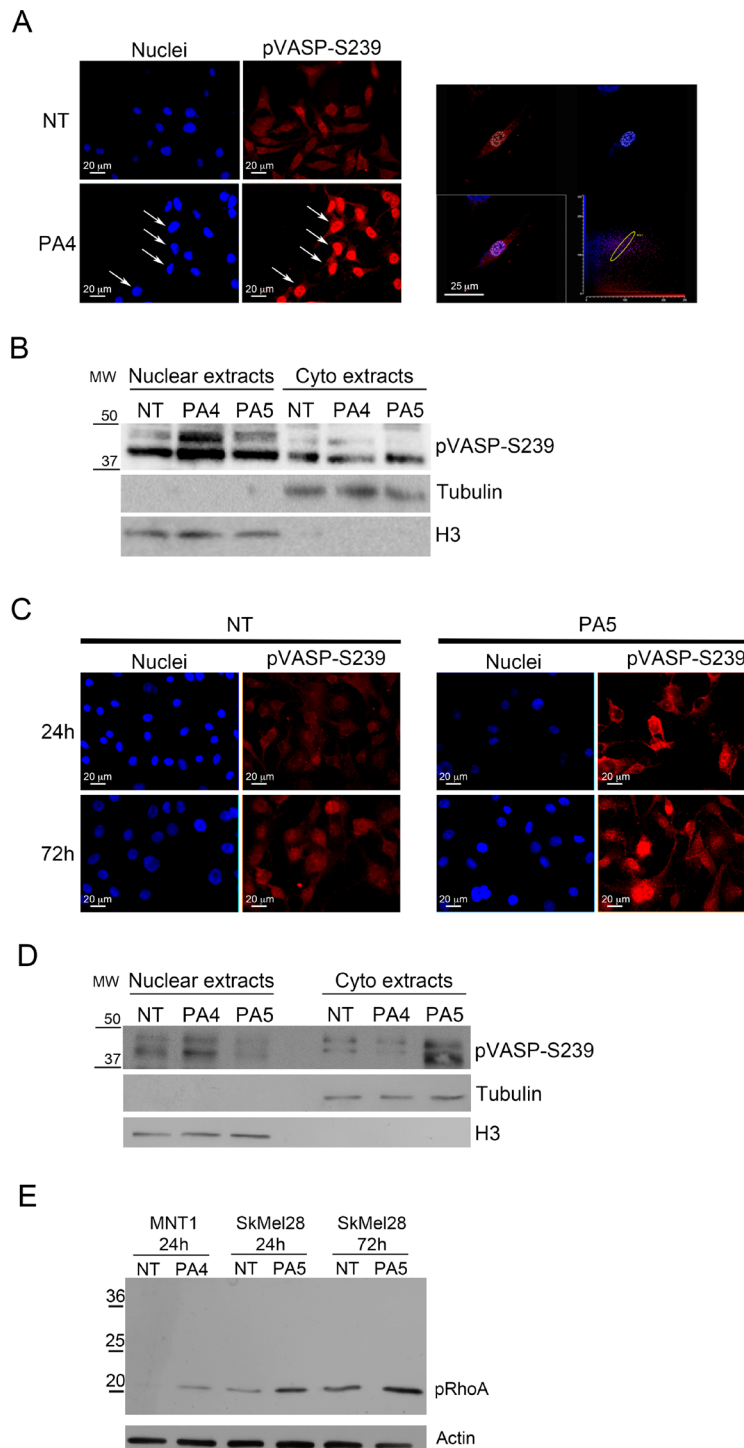 A
Nuclei pVASP-S239
NT
20 µm 20 µm
PA4
20 µm 20 µm
25 µm
B
MW Nuclear extracts Cyto extracts
NT PA4 PA5 NT PA4 PA5
50
37
pVASP-S239
Tubulin
H3
C
NT PA5
Nuclei pVASP-S239 Nuclei pVASP-S239
24h
20 µm 20 µm 20 µm 20 µm
72h
20 µm 20 µm 20 µm 20 µm
D
MW Nuclear extracts Cyto extracts
NT PA4 PA5 NT PA4 PA5
50
37
pVASP-S239
Tubulin
H3
E
MNT1 SkMel28 SkMel28
24h 24h 72h
NT PA4 NT PA5 NT PA5
36
25
20
pRhoA
Actin